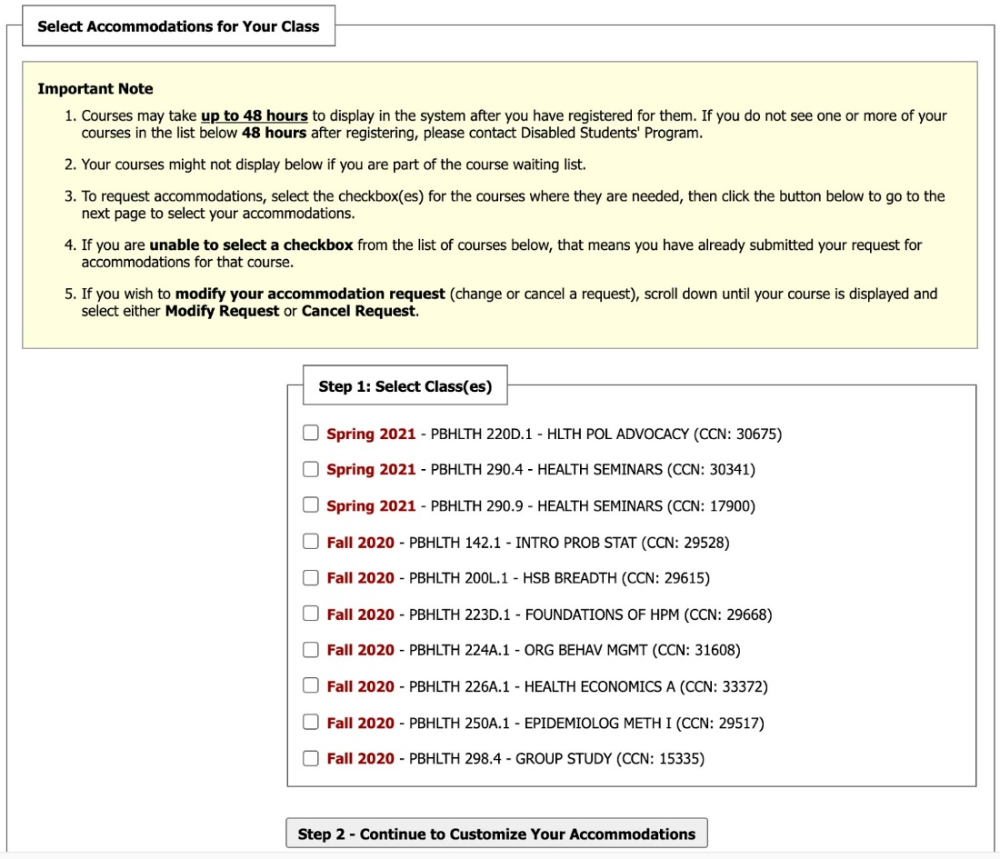 Select Accommodations for Your Class
Important Note
1. Courses may take up to 48 hours to display in the system after you have registered for them. If you do not see one or more of your
courses in the list below 48 hours after registering, please contact Disabled Students' Program.
2. Your courses might not display below if you are part of the course waiting list.
3. To request accommodations, select the checkbox(es) for the courses where they are needed, then click the button below to go to the
next page to select your accommodations.
4. If you are unable to select a checkbox from the list of courses below, that means you have already submitted your request for
accommodations for that course.
5. If you wish to modify your accommodation request (change or cancel a request), scroll down until your course is displayed and
select either Modify Request or Cancel Request.
Step 1: Select Class(es)
Spring 2021 - PBHLTH 220D.1 - HLTH POL ADVOCACY (CCN: 30675)
Spring 2021 - PBHLTH 290.4 - HEALTH SEMINARS (CCN: 30341)
Spring 2021 - PBHLTH 290.9 - HEALTH SEMINARS (CCN: 17900)
Fall 2020 - PBHLTH 142.1 - INTRO PROB STAT (CCN: 29528)
Fall 2020 - PBHLTH 200L.1 - HSB BREADTH (CCN: 29615)
Fall 2020 - PBHLTH 223D.1 - FOUNDATIONS OF HPM (CCN: 29668)
Fall 2020 - PBHLTH 224A.1 - ORG BEHAV MGMT (CCN: 31608)
Fall 2020 - PBHLTH 226A.1 - HEALTH ECONOMICS A (CCN: 33372)
Fall 2020 - PBHLTH 250A.1 - EPIDEMIOLOG METH I (CCN: 29517)
Fall 2020 - PBHLTH 298.4 - GROUP STUDY (CCN: 15335)
Step 2 - Continue to Customize Your Accommodations